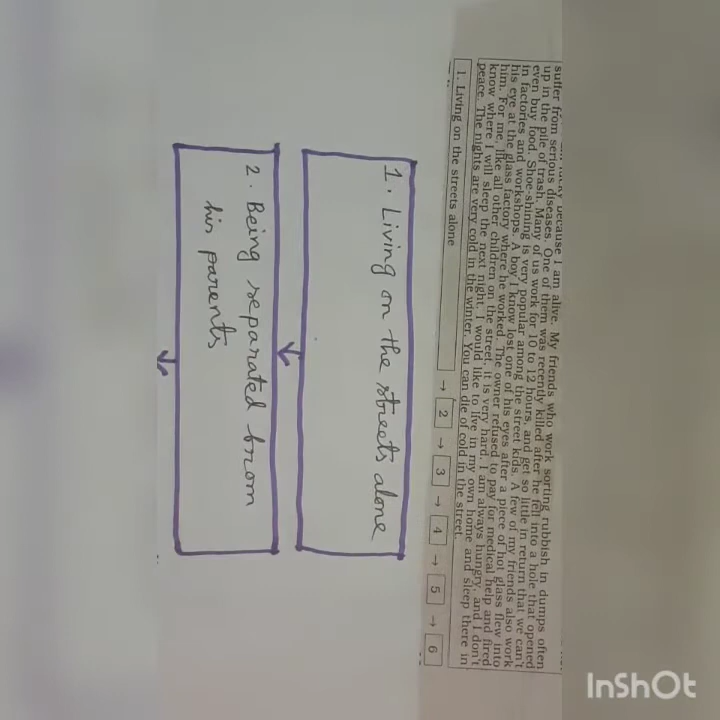 suffer from serious diseases. One of them was recently killed after he fell into a hole that opened
up in the pile of trash. Many of us work for 10 to 12 hours, and get so little in return that we can't
even buy food. Shoe-shining is very popular among the street kids. A few of my friends also work
in factories and workshops. A boy I know lost one of his eyes after a piece of hot glass flew into
his eye at the glass factory where he worked. The owner refused to pay for medical help and fired
him. For me, like all other children on the street, it is very hard. I am always hungry, and I don't
know where I will sleep the next night. I would like to live in my own home and sleep there in
peace. The nights are very cold in the winter. You can die of cold in the street.
1. Living on the streets alone → 2 → 3 → 4 → 5 → 6
1. Living on the streets alone
2. Being separated from
his parents
InShOt